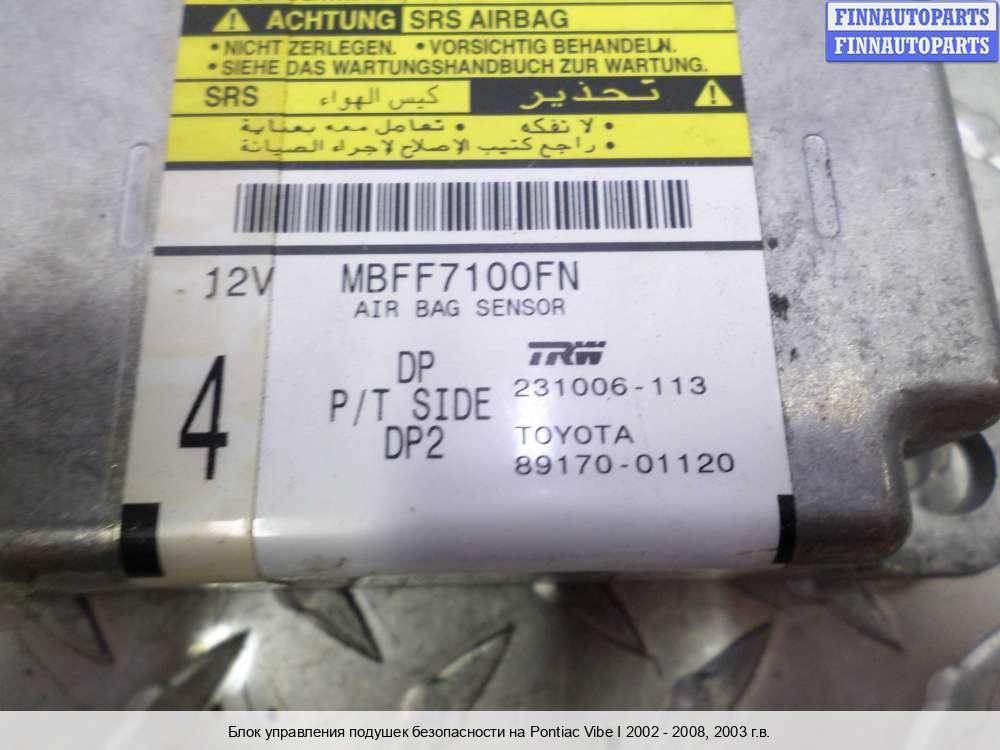 FINNAUTOPARTS
FINNAUTOPARTS
ACHTUNG SRS AIRBAG
• NICHT ZERLEGEN. • VORSICHTIG BEHANDELN.
• SIEHE DAS WARTUNGSHANDBUCH ZUR WARTUNG.
تحذير كيس الهواء SRS
• لا تفكه • تعامل معه بعناية
• راجع كتيب الاصلاح لاجراء الصيانة
12V MBFF7100FN
AIR BAG SENSOR
4
DP
P/T SIDE
DP2
TRW
231006-113
TOYOTA
89170-01120
Блок управления подушек безопасности на Pontiac Vibe I 2002 - 2008, 2003 г.в.